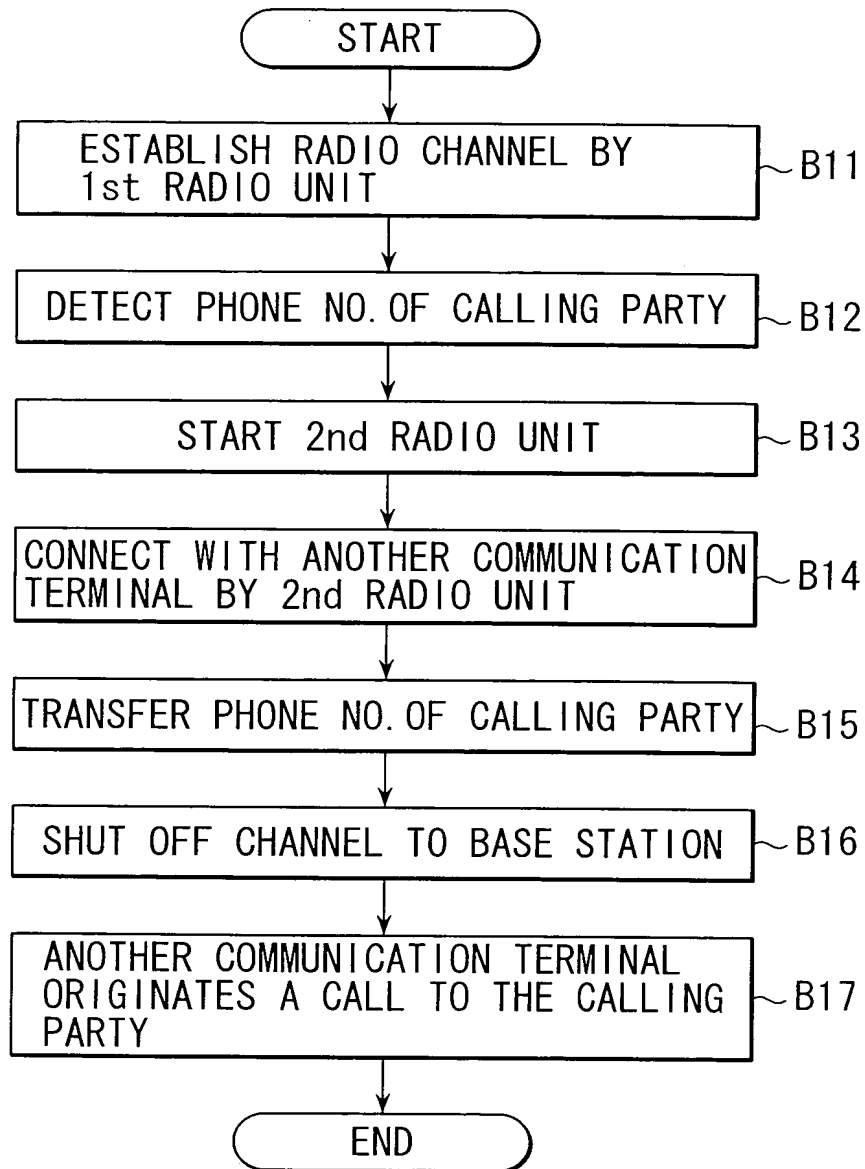 START
ESTABLISH RADIO CHANNEL BY
1st RADIO UNIT
B11
DETECT PHONE NO. OF CALLING PARTY
B12
START 2nd RADIO UNIT
B13
CONNECT WITH ANOTHER COMMUNICATION
TERMINAL BY 2nd RADIO UNIT
B14
TRANSFER PHONE NO. OF CALLING PARTY
B15
SHUT OFF CHANNEL TO BASE STATION
B16
ANOTHER COMMUNICATION TERMINAL
ORIGINATES A CALL TO THE CALLING
PARTY
B17
END